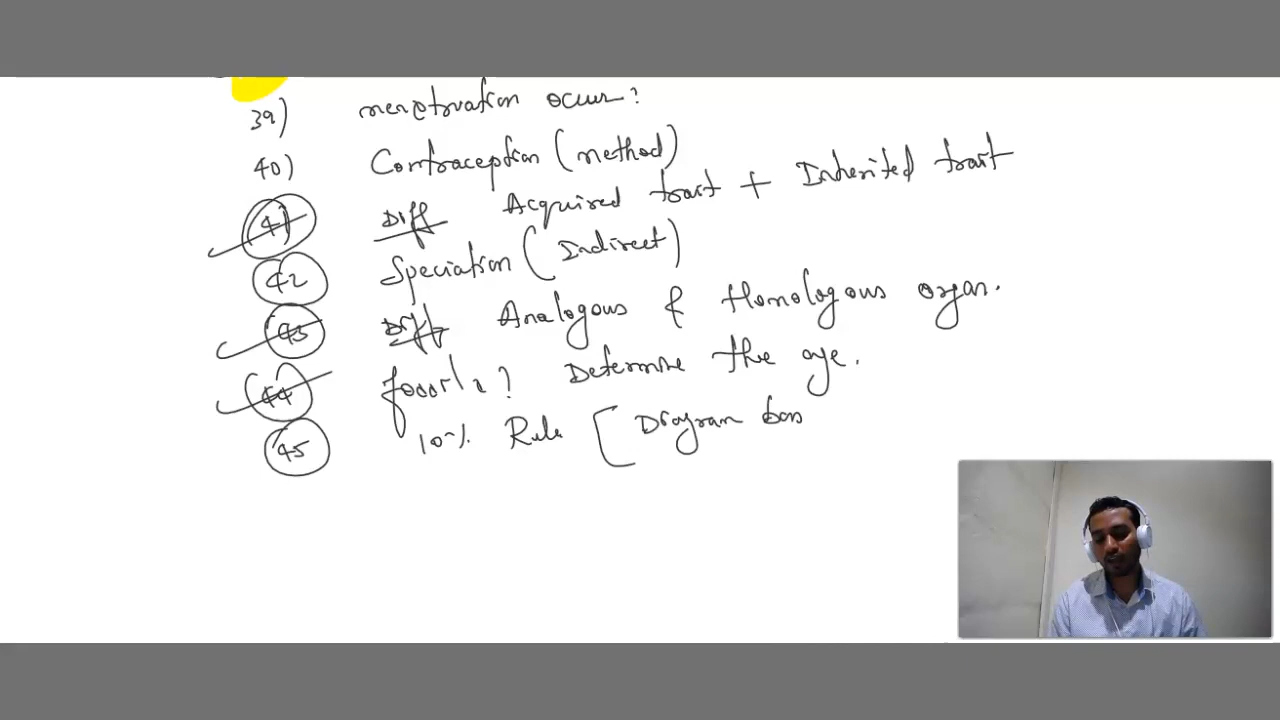 39) menstruation occur?
40) Contraception (method)
41) Diff Acquired trait + Inherited trait
42 Speciation (Indirect)
43 Diff Analogous & Homologous organ.
44 Determine the age.
45 10% Rule [Diagram bas